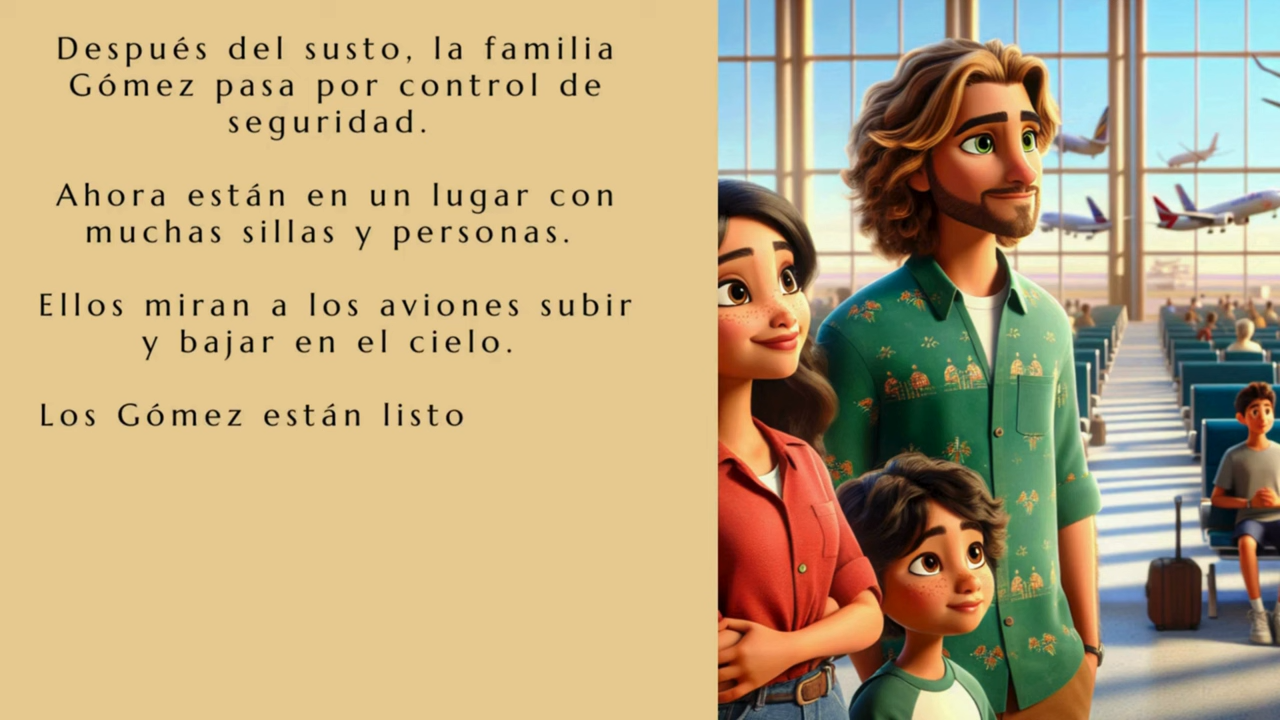 Después del susto, la familia
Gómez pasa por control de
seguridad.
Ahora están en un lugar con
muchas sillas y personas.
Ellos miran a los aviones subir
y bajar en el cielo.
Los Gómez están listo